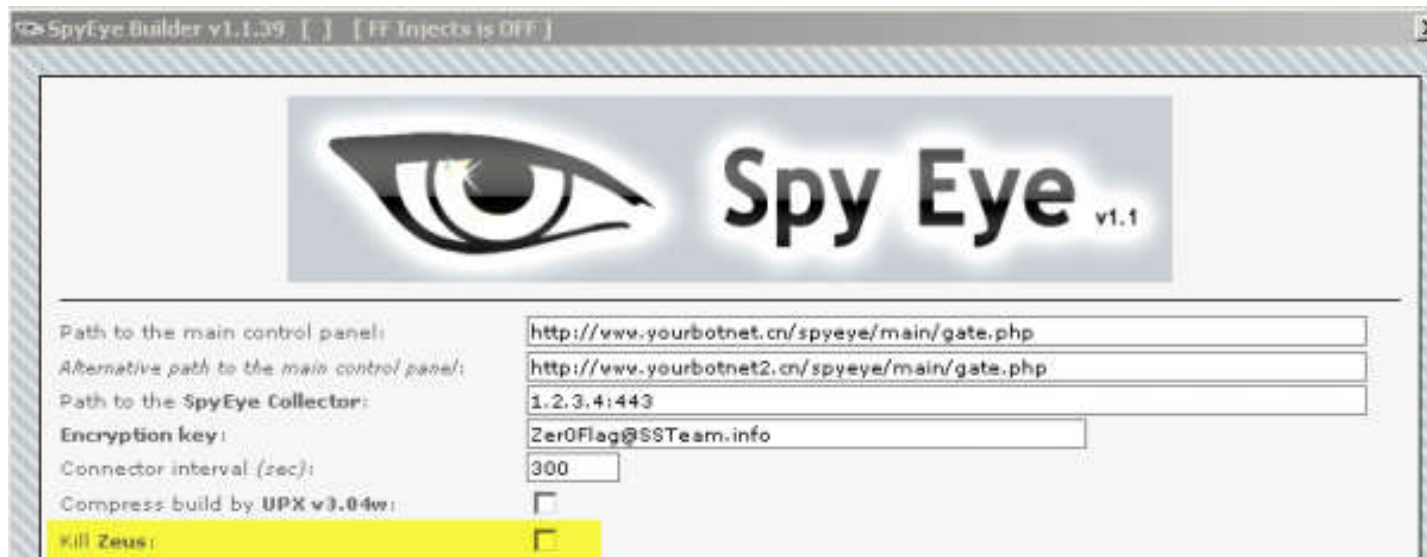 SpyEye Builder v1.1.39 [ ] [ FF Injects is OFF ]
Spy Eye v1.1
Path to the main control panel: http://www.yourbotnet.cn/spyeye/main/gate.php
Alternative path to the main control panel: http://www.yourbotnet2.cn/spyeye/main/gate.php
Path to the SpyEye Collector: 1.2.3.4:443
Encryption key: Zer0Flag@SSTeam.info
Connector interval (sec): 300
Compress build by UPX v3.04w:
Kill Zeus: